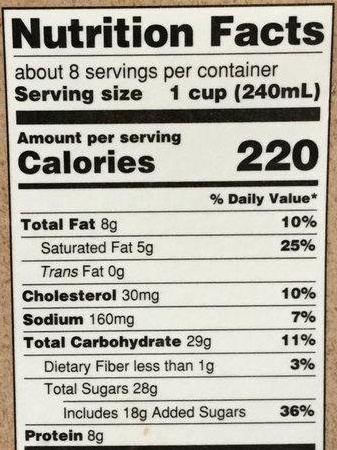 Nutrition Facts
about 8 servings per container
Serving size 1 cup (240mL)
Amount per serving
Calories 220
% Daily Value*
Total Fat 8g 10%
Saturated Fat 5g 25%
Trans Fat 0g
Cholesterol 30mg 10%
Sodium 160mg 7%
Total Carbohydrate 29g 11%
Dietary Fiber less than 1g 3%
Total Sugars 28g
Includes 18g Added Sugars 36%
Protein 8g